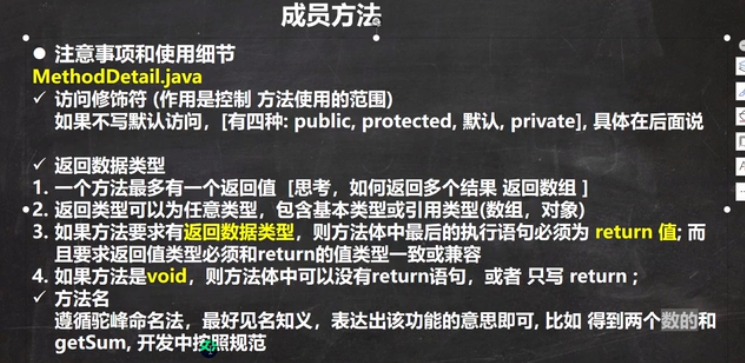 成员方法
● 注意事项和使用细节
MethodDetail.java
✓ 访问修饰符 (作用是控制 方法使用的范围)
如果不写默认访问，[有四种: public, protected, 默认, private], 具体在后面说
✓ 返回数据类型
1. 一个方法最多有一个返回值 [思考，如何返回多个结果 返回数组 ]
2. 返回类型可以为任意类型，包含基本类型或引用类型(数组，对象)
3. 如果方法要求有返回数据类型，则方法体中最后的执行语句必须为 return 值; 而
且要求返回值类型必须和return的值类型一致或兼容
4. 如果方法是void，则方法体中可以没有return语句，或者 只写 return ;
✓ 方法名
遵循驼峰命名法，最好见名知义，表达出该功能的意思即可, 比如 得到两个数的和
getSum, 开发中按照规范